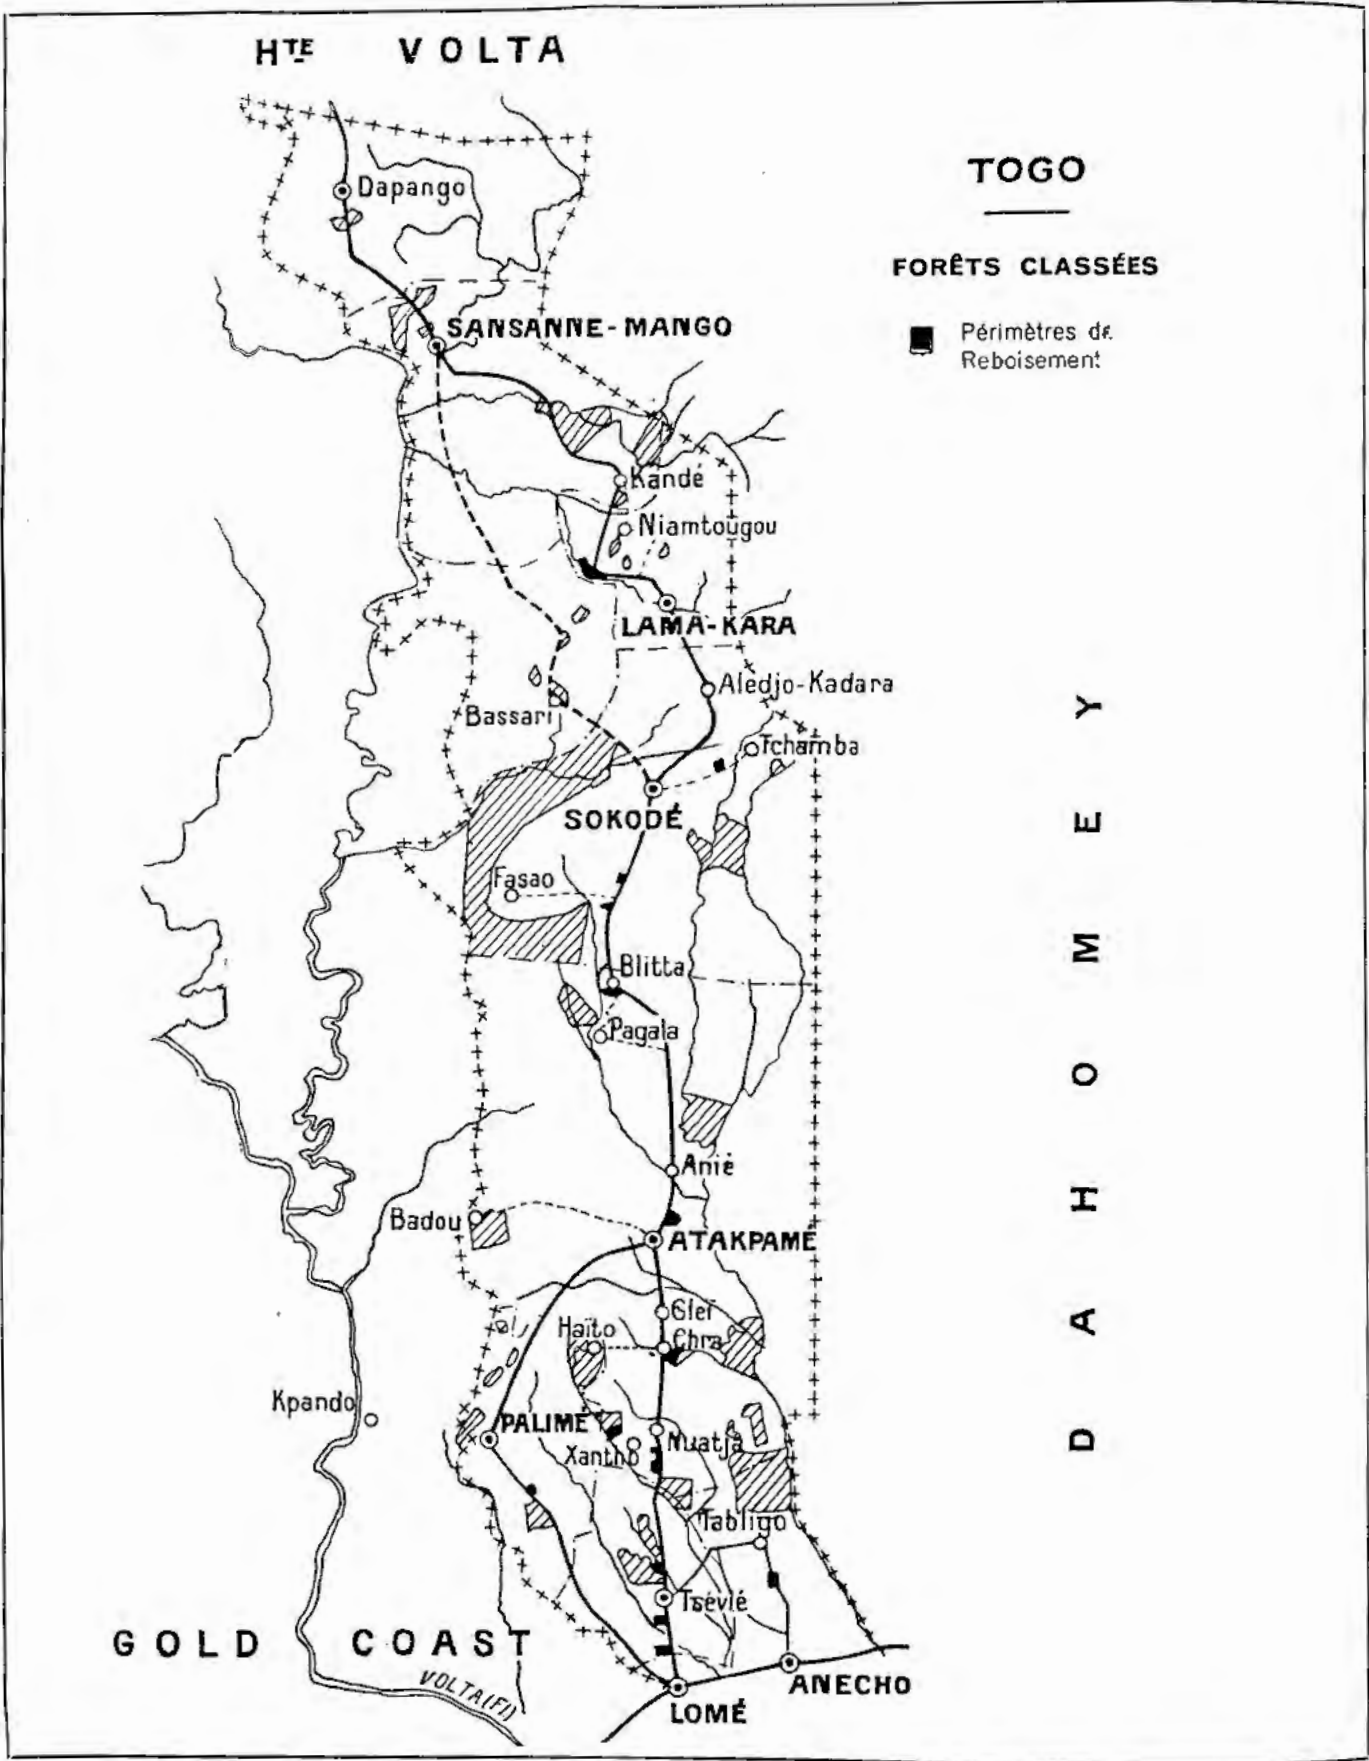 HTE VOLTA
TOGO
FORÊTS CLASSÉES
Périmètres de
Reboisement
Dapango
SANSANNE-MANGO
Kandé
Niamtougou
LAMA-KARA
Aledjo-Kadara
Bassari
Tchamba
SOKODÉ
Fasao
Blitta
Pagala
Anié
Badou
ATAKPAMÉ
Gleï
Haïto
Chra
Kpando
PALIMÉ
Nuatja
Xantho
Tabligo
Tsévié
GOLD COAST
VOLTA (Fl)
ANECHO
LOMÉ
DAHOMEY